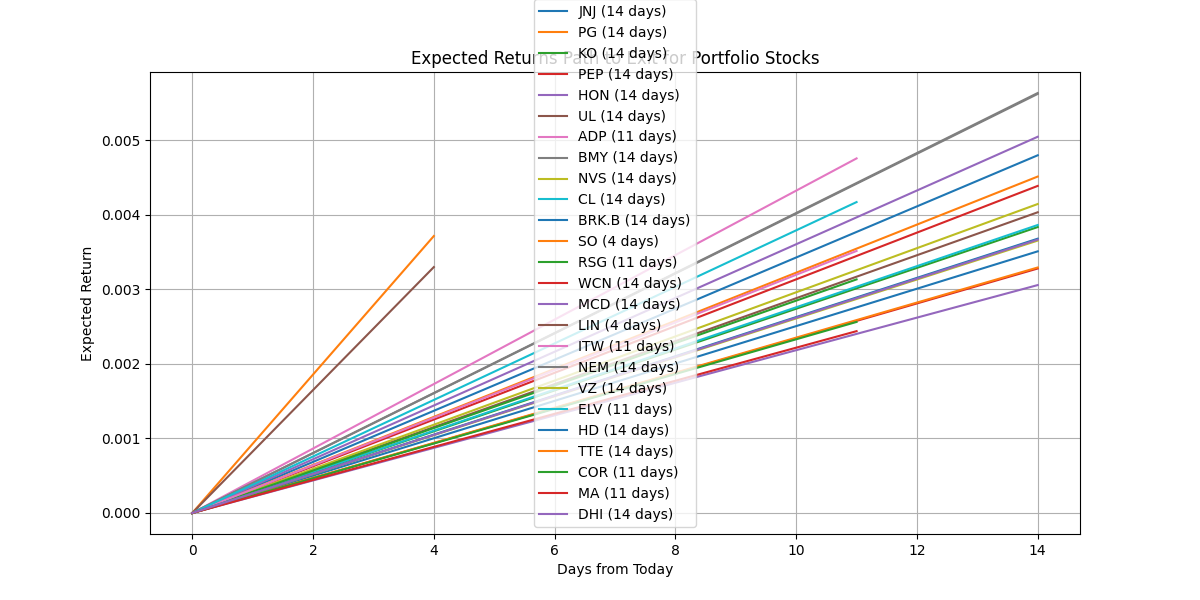 JNJ (14 days)
PG (14 days)
KO (14 days)
Expected Returns Path to Exit for Portfolio Stocks
PEP (14 days)
HON (14 days)
UL (14 days)
ADP (11 days)
BMY (14 days)
NVS (14 days)
CL (14 days)
BRK.B (14 days)
SO (4 days)
RSG (11 days)
WCN (14 days)
MCD (14 days)
LIN (4 days)
ITW (11 days)
NEM (14 days)
VZ (14 days)
ELV (11 days)
HD (14 days)
TTE (14 days)
COR (11 days)
MA (11 days)
DHI (14 days)
0.005
0.004
0.003
0.002
0.001
0.000
Expected Return
0 2 4 6 8 10 12 14
Days from Today